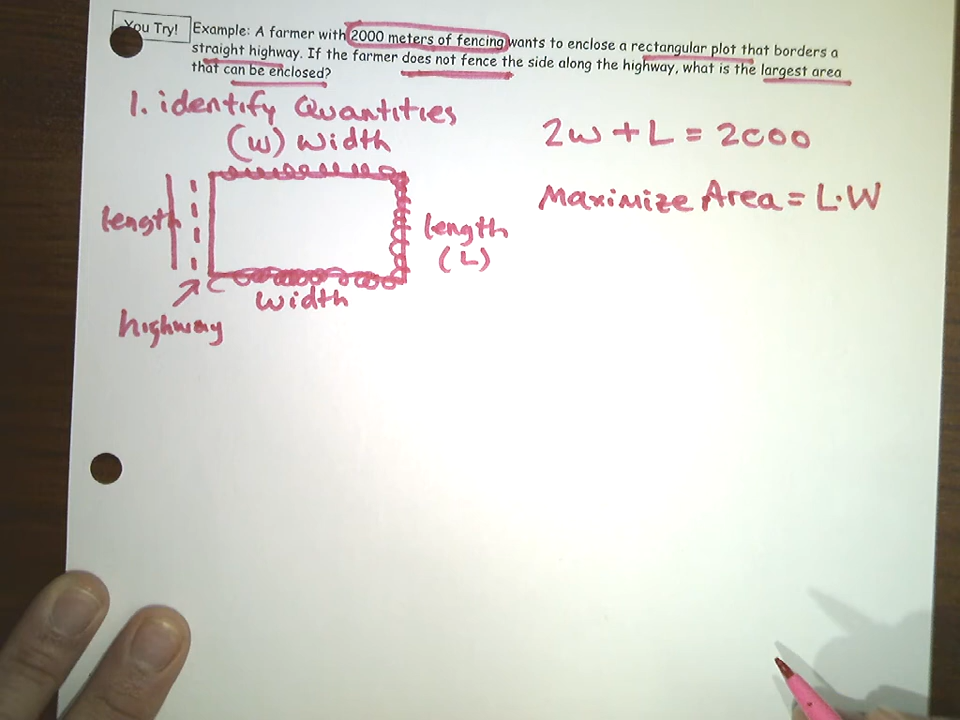 You Try! Example: A farmer with 2000 meters of fencing wants to enclose a rectangular plot that borders a
straight highway. If the farmer does not fence the side along the highway, what is the largest area
that can be enclosed?
1. identify Quantities
(w) width
2w + L = 2000
Maximize Area = L·W
length
length
(L)
width
highway